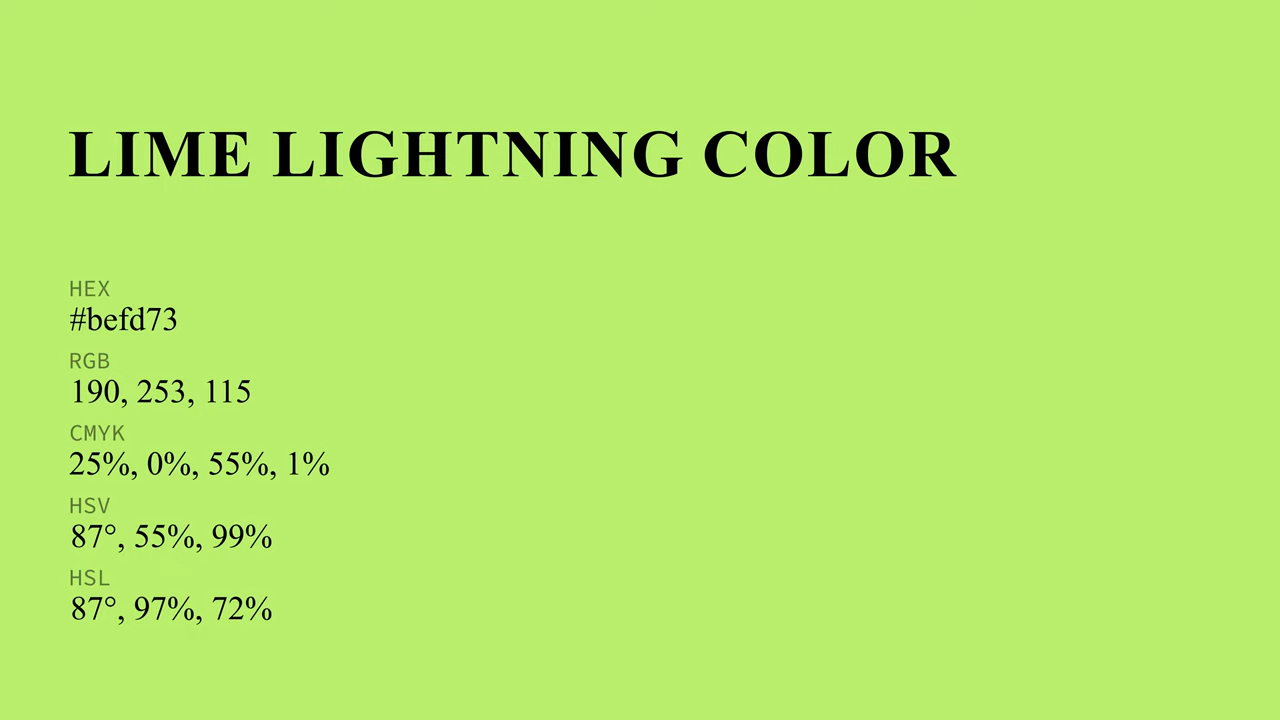 LIME LIGHTNING COLOR
HEX
#befd73
RGB
190, 253, 115
CMYK
25%, 0%, 55%, 1%
HSV
87°, 55%, 99%
HSL
87°, 97%, 72%